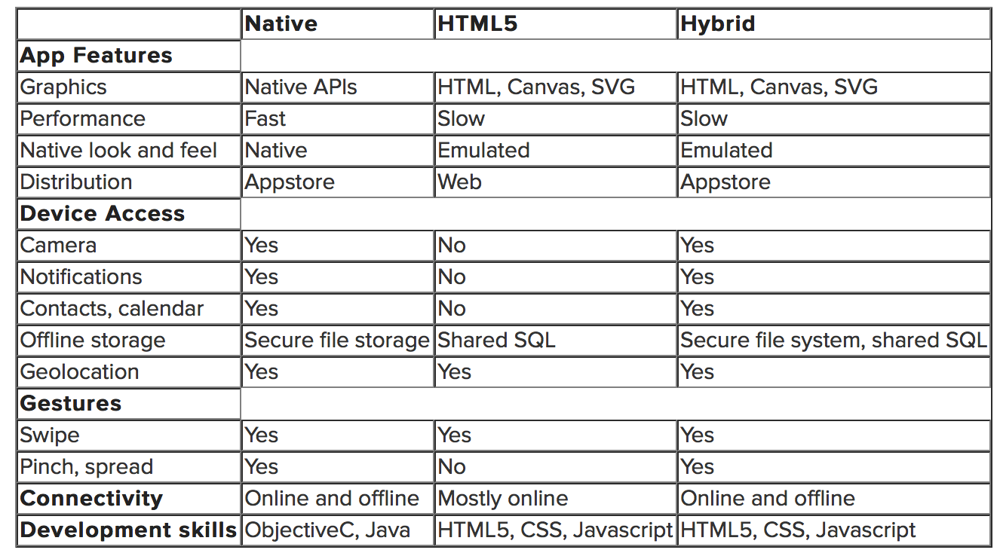 Native HTML5 Hybrid
App Features
Graphics Native APIs HTML, Canvas, SVG HTML, Canvas, SVG
Performance Fast Slow Slow
Native look and feel Native Emulated Emulated
Distribution Appstore Web Appstore
Device Access
Camera Yes No Yes
Notifications Yes No Yes
Contacts, calendar Yes No Yes
Offline storage Secure file storage Shared SQL Secure file system, shared SQL
Geolocation Yes Yes Yes
Gestures
Swipe Yes Yes Yes
Pinch, spread Yes No Yes
Connectivity Online and offline Mostly online Online and offline
Development skills ObjectiveC, Java HTML5, CSS, Javascript HTML5, CSS, Javascript